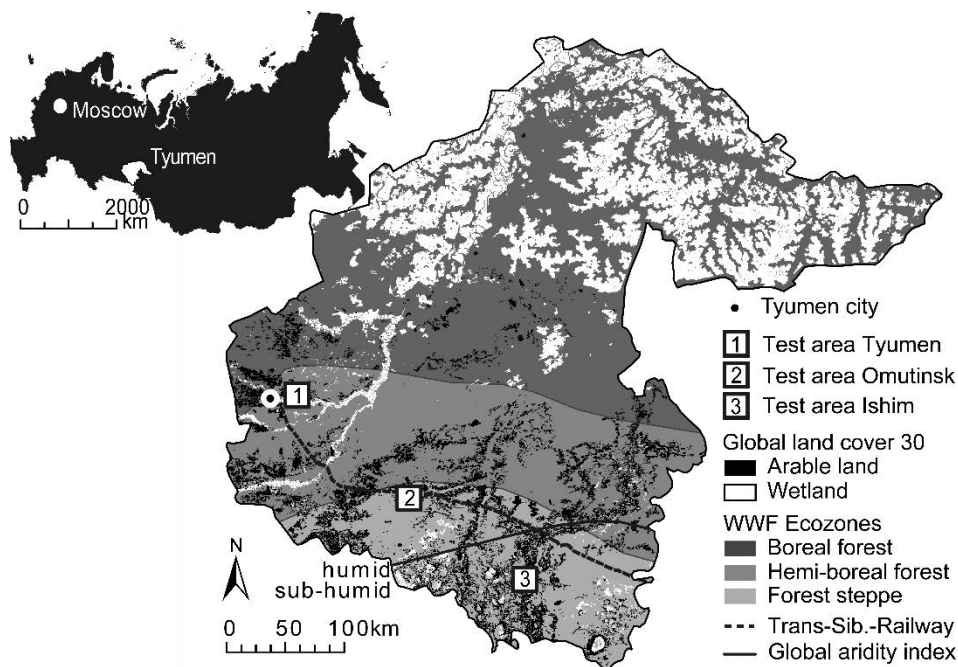 Moscow
Tyumen
0 2000
km
Tyumen city
1 Test area Tyumen
2 Test area Omutinsk
3 Test area Ishim
Global land cover 30
Arable land
Wetland
WWF Ecozones
Boreal forest
Hemi-boreal forest
Forest steppe
Trans-Sib.-Railway
Global aridity index
1
2
3
humid
sub-humid
N
0 50 100km